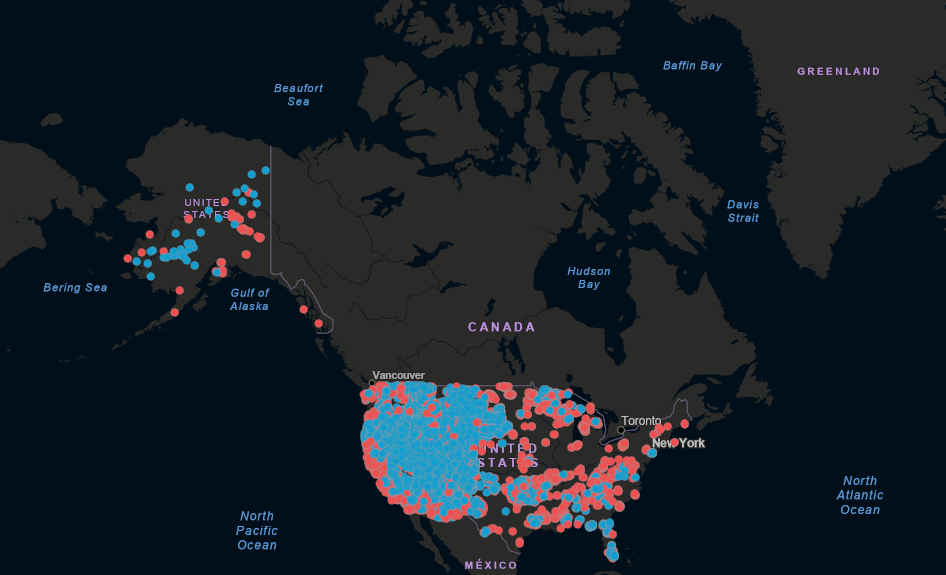 Baffin Bay
GREENLAND
Beaufort
Sea
UNITED
STATES
Davis
Strait
Hudson
Bay
Bering Sea
Gulf of
Alaska
CANADA
Vancouver
Toronto
New York
UNITED
STATES
North
Atlantic
Ocean
North
Pacific
Ocean
MÉXICO